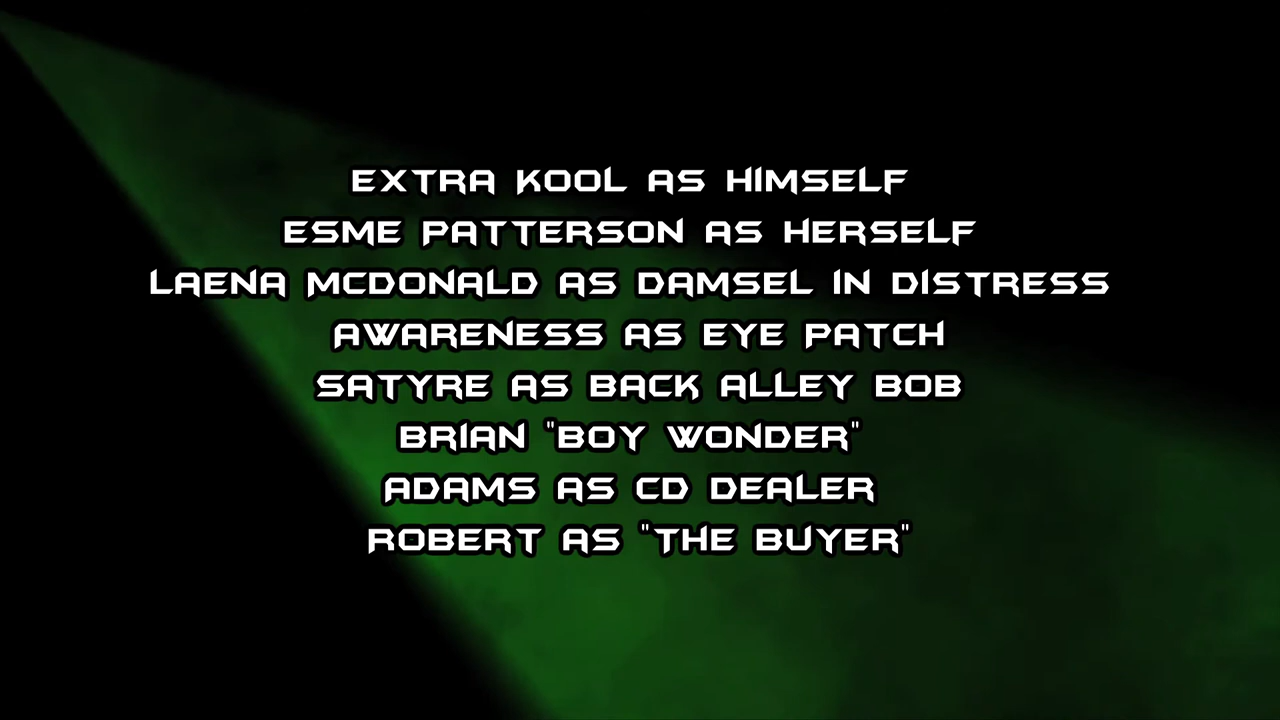 EXTRA KOOL AS HIMSELF
ESME PATTERSON AS HERSELF
LAENA MCDONALD AS DAMSEL IN DISTRESS
AWARENESS AS EYE PATCH
SATYRE AS BACK ALLEY BOB
BRIAN "BOY WONDER"
ADAMS AS CD DEALER
ROBERT AS "THE BUYER"